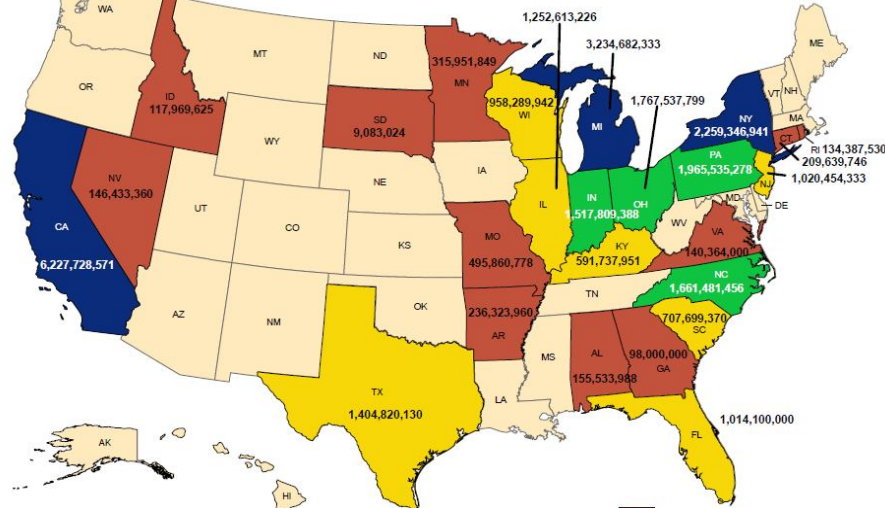 1,252,613,226
WA
3,234,682,333
ME
MT
ND
315,951,849
MN
OR
ID
117,969,625
SD
9,083,024
958,289,942
WI
1,767,537,799
VT
NH
MI
NY
2,259,346,941
MA
CT
RI 134,387,530
209,639,746
WY
IA
PA
1,965,535,278
NJ
1,020,454,333
NV
146,433,360
NE
IL
IN
1,517,809,388
OH
MD
DE
UT
CO
CA
6,227,728,571
KS
MO
495,860,778
KY
591,737,951
WV
VA
140,364,000
NC
1,661,481,456
TN
OK
236,323,960
AR
707,699,370
SC
AZ
NM
MS
AL
155,533,988
98,000,000
GA
TX
1,404,820,130
LA
1,014,100,000
FL
AK
HI